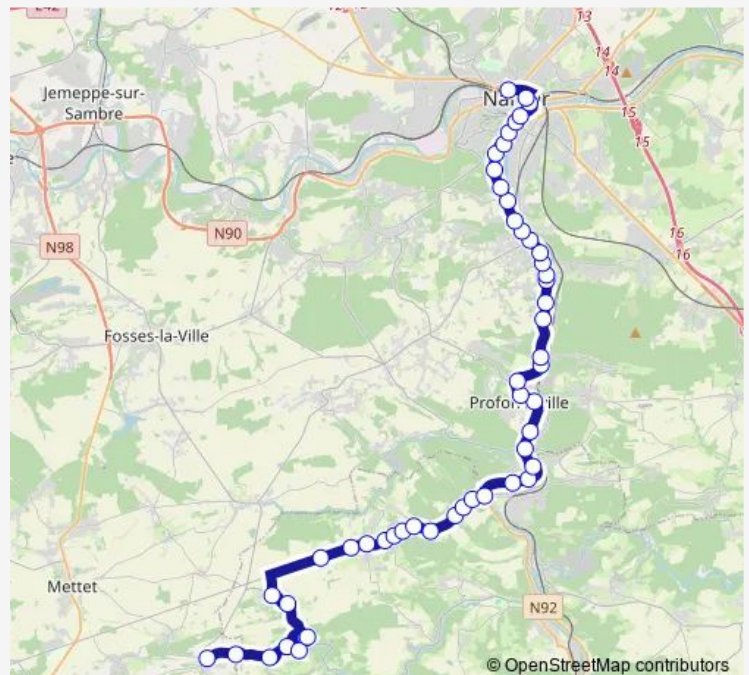 E42
13
14
14
Jemeppe-sur-
Sambre
15
15
N90
16
16
N98
Fosses-la-Ville
Mettet
N92
© OpenStreetMap contributors